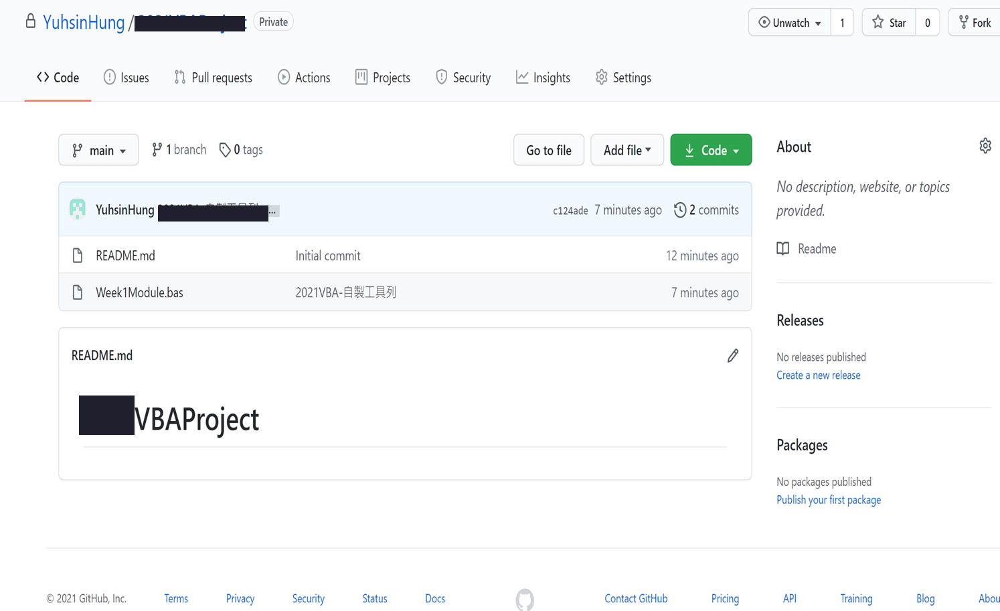 YuhsinHung / Private
Unwatch 1 Star 0 Fork
Code Issues Pull requests Actions Projects Security Insights Settings
main 1 branch 0 tags Go to file Add file Code
YuhsinHung ... c124ade 7 minutes ago 2 commits
README.md Initial commit 12 minutes ago
Week1Module.bas 2021VBA-自製工具列 7 minutes ago
README.md
VBAProject
About
No description, website, or topics
provided.
Readme
Releases
No releases published
Create a new release
Packages
No packages published
Publish your first package
© 2021 GitHub, Inc. Terms Privacy Security Status Docs Contact GitHub Pricing API Training Blog Abou